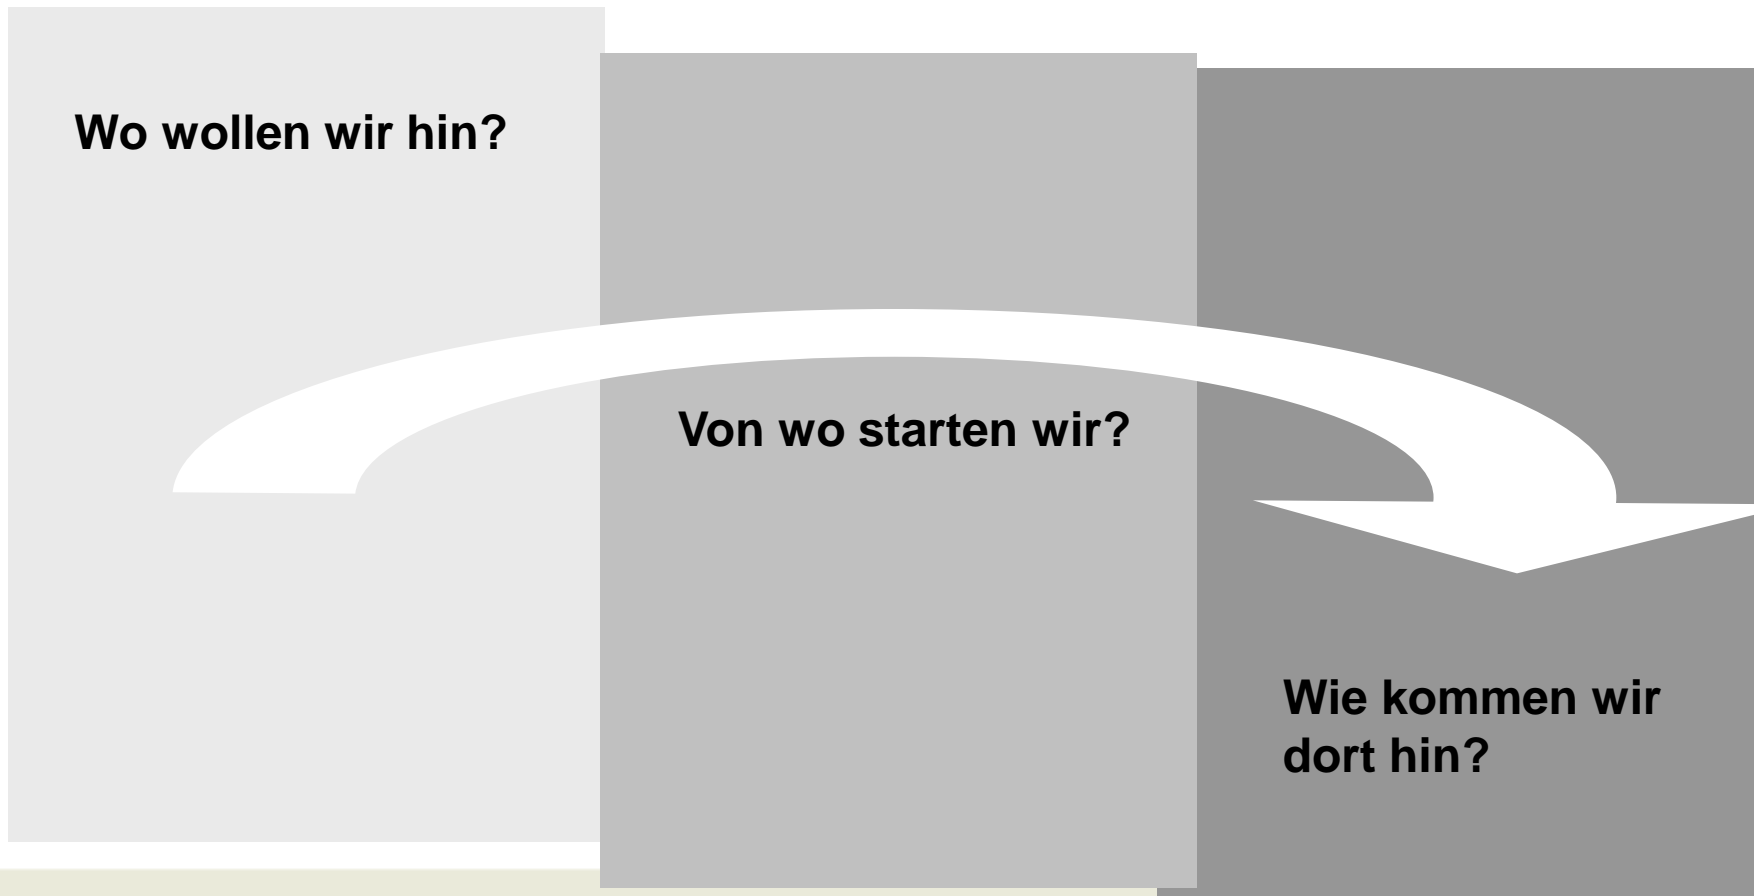 Wo wollen wir hin?
Von wo starten wir?
Wie kommen wir
dort hin?